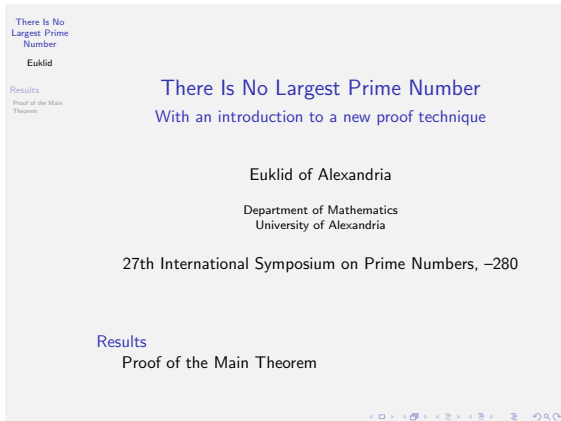 There Is No
Largest Prime
Number
Euklid
Results
Proof of the Main
Theorem
There Is No Largest Prime Number
With an introduction to a new proof technique
Euklid of Alexandria
Department of Mathematics
University of Alexandria
27th International Symposium on Prime Numbers, –280
Results
Proof of the Main Theorem